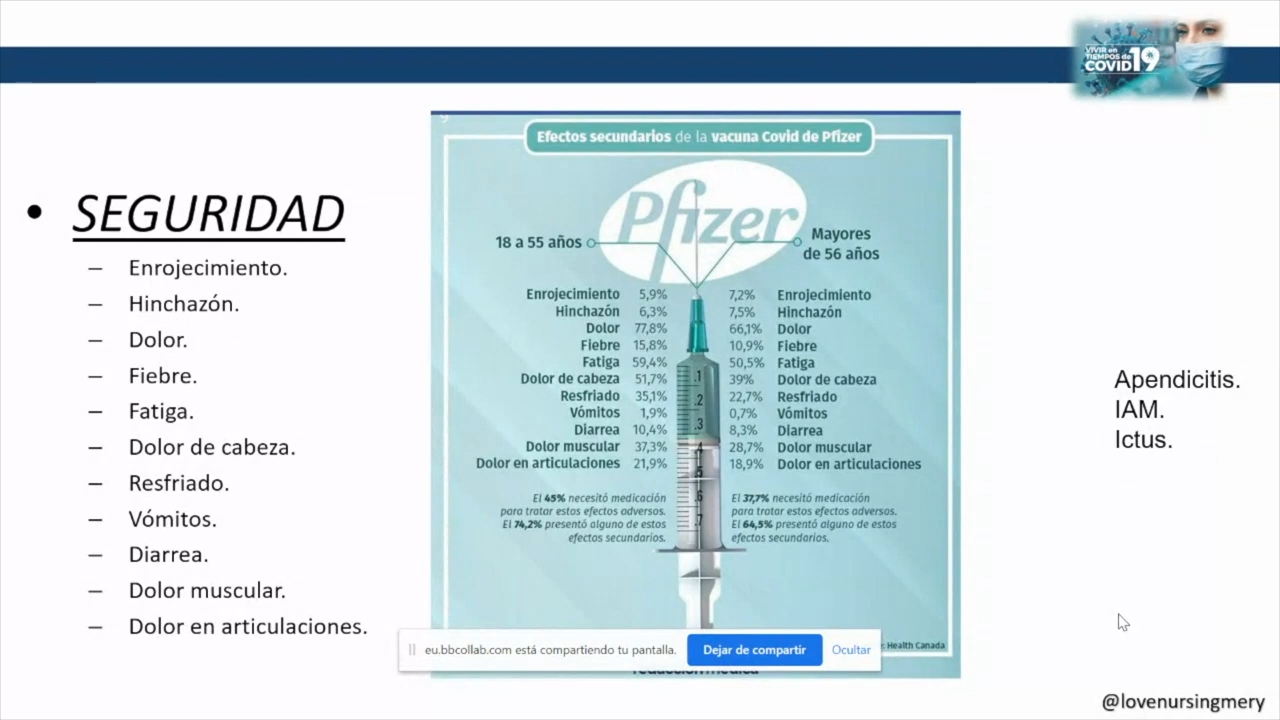 VIVIR en
TIEMPOS de
COVID19
Efectos secundarios de la vacuna Covid de Pfizer
Pfizer
18 a 55 años
Mayores
de 56 años
• SEGURIDAD
– Enrojecimiento.
– Hinchazón.
– Dolor.
– Fiebre.
– Fatiga.
– Dolor de cabeza.
– Resfriado.
– Vómitos.
– Diarrea.
– Dolor muscular.
– Dolor en articulaciones.
Enrojecimiento 5,9% 7,2% Enrojecimiento
Hinchazón 6,3% 7,5% Hinchazón
Dolor 77,8% 66,1% Dolor
Fiebre 15,8% 10,9% Fiebre
Fatiga 59,4% 50,5% Fatiga
Dolor de cabeza 51,7% 39% Dolor de cabeza
Resfriado 35,1% 22,7% Resfriado
Vómitos 1,9% 0,7% Vómitos
Diarrea 10,4% 8,3% Diarrea
Dolor muscular 37,3% 28,7% Dolor muscular
Dolor en articulaciones 21,9% 18,9% Dolor en articulaciones
.1
.2
.3
.4
.5
.6
.7
El 45% necesitó medicación
para tratar estos efectos adversos.
El 74,2% presentó alguno de estos
efectos secundarios.
El 37,7% necesitó medicación
para tratar estos efectos adversos.
El 64,5% presentó alguno de estos
efectos secundarios.
Apendicitis.
IAM.
Ictus.
eu.bbcollab.com está compartiendo tu pantalla. Dejar de compartir Ocultar
: Health Canada
@lovenursingmery